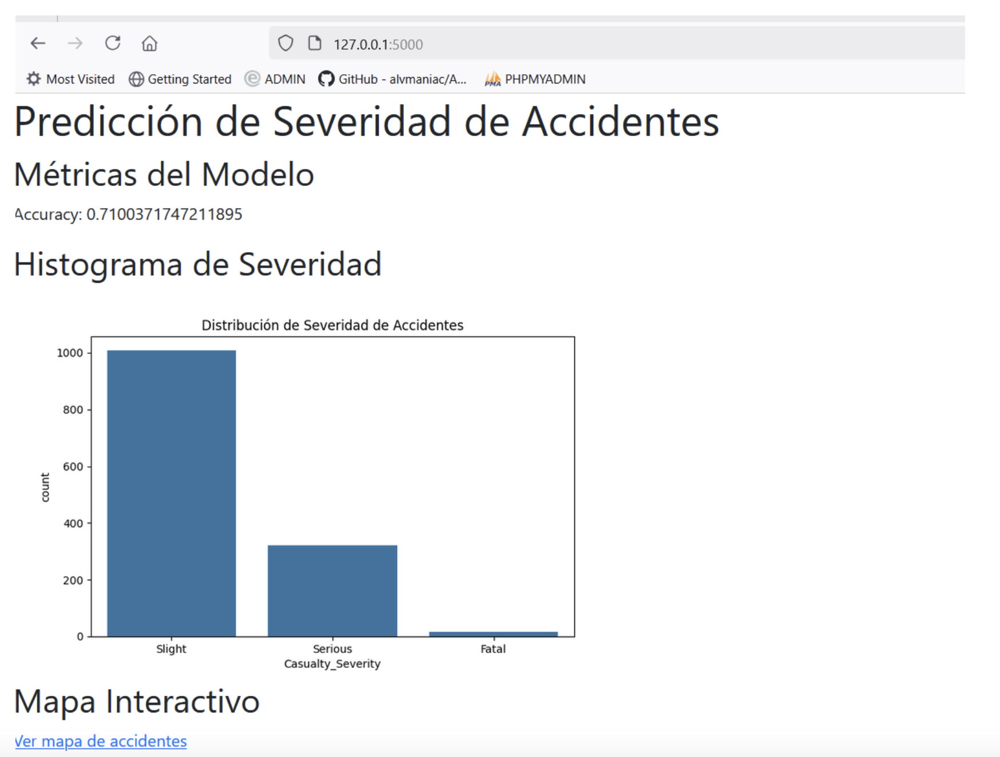 127.0.0.1:5000
Most Visited Getting Started ADMIN GitHub - alvmaniac/A... PMA PHPMYADMIN
Predicción de Severidad de Accidentes
Métricas del Modelo
Accuracy: 0.7100371747211895
Histograma de Severidad
Distribución de Severidad de Accidentes
1000
800
600
400
200
0
count
Slight Serious Fatal
Casualty_Severity
Mapa Interactivo
Ver mapa de accidentes